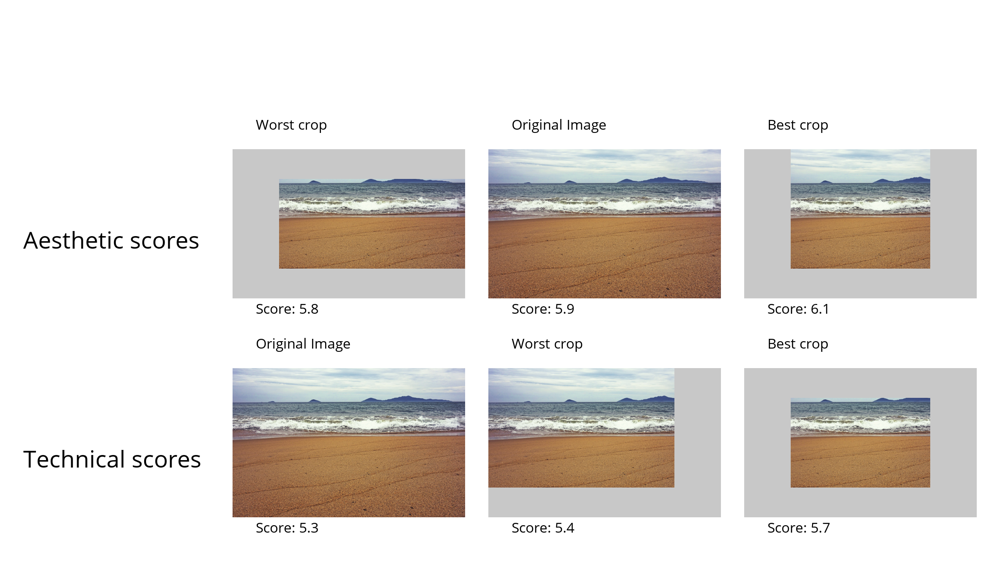 Worst crop
Original Image
Best crop
Aesthetic scores
Score: 5.8
Score: 5.9
Score: 6.1
Original Image
Worst crop
Best crop
Technical scores
Score: 5.3
Score: 5.4
Score: 5.7